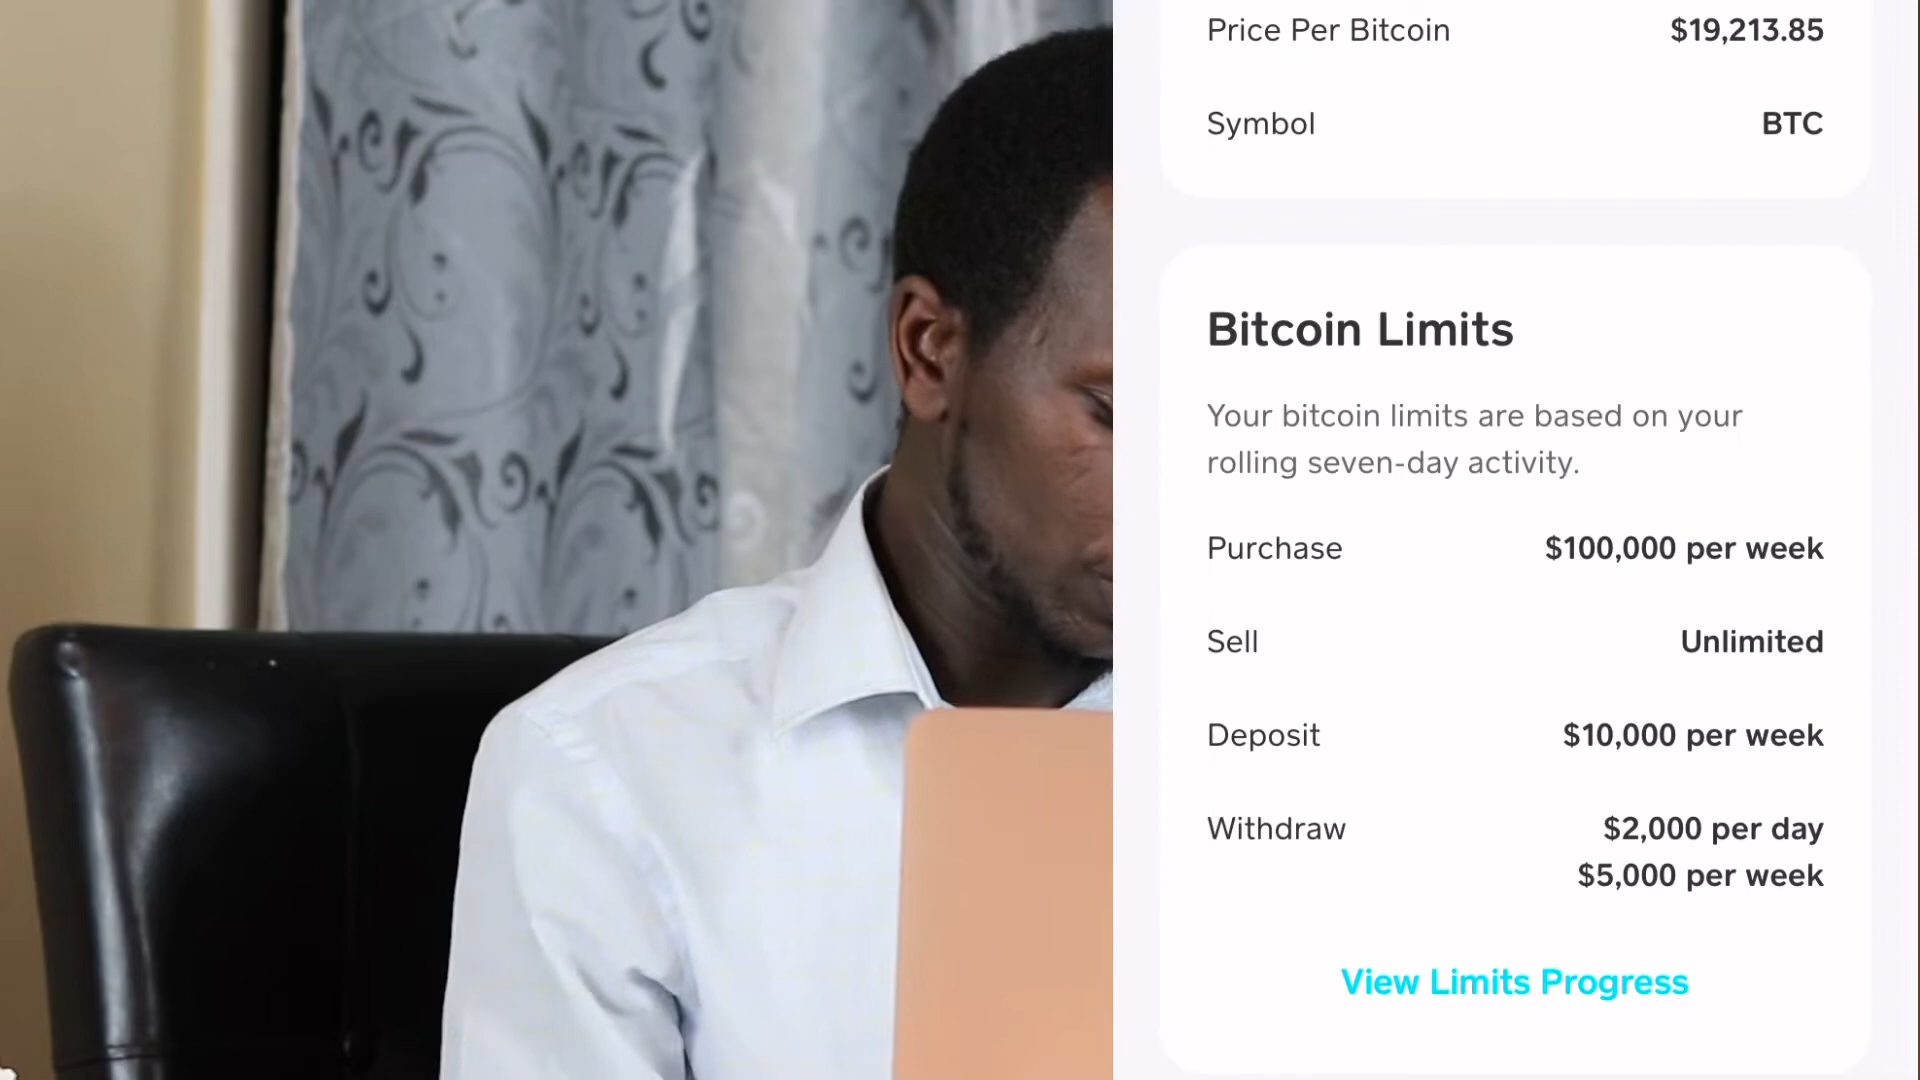 Price Per Bitcoin $19,213.85
Symbol BTC
Bitcoin Limits
Your bitcoin limits are based on your
rolling seven-day activity.
Purchase $100,000 per week
Sell Unlimited
Deposit $10,000 per week
Withdraw $2,000 per day
$5,000 per week
View Limits Progress